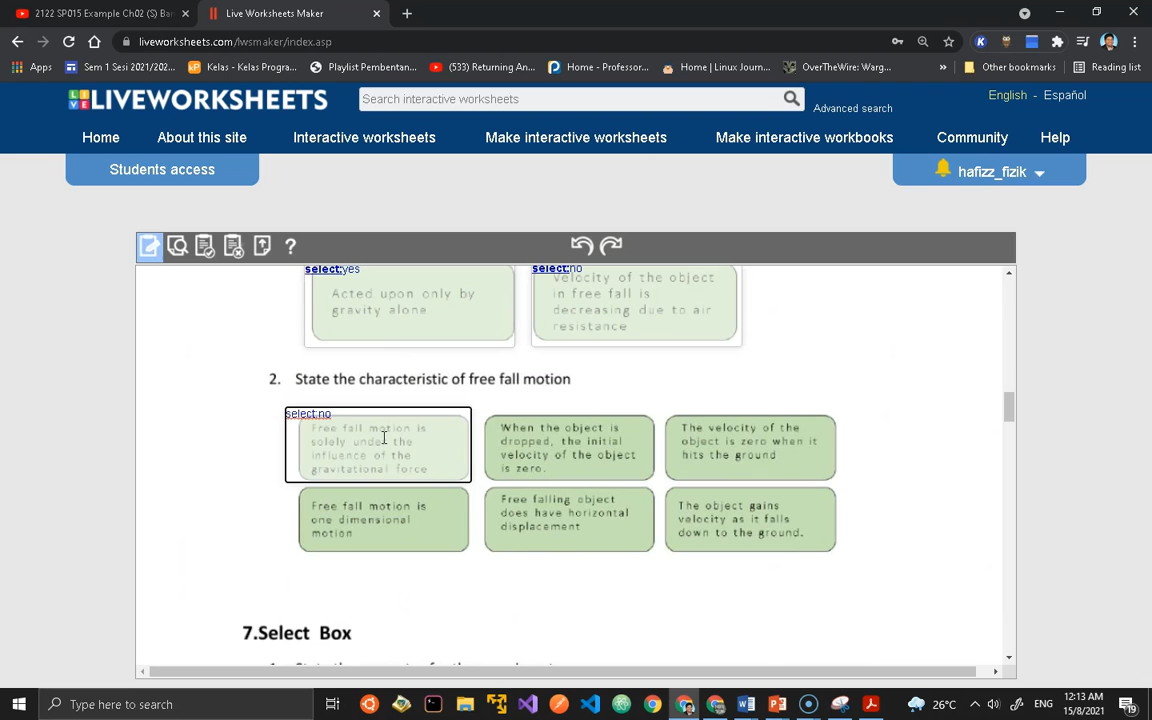 2122 SP015 Example Ch02 (S) Ba
Live Worksheets Maker
liveworksheets.com/lwsmaker/index.asp
Apps
Sem 1 Sesi 2021/202...
Kelas - Kelas Progra...
Playlist Pembentan...
(533) Returning An...
Home - Professor...
Home | Linux Journ...
OverTheWire: Warg...
»
Other bookmarks
Reading list
LIVEWORKSHEETS
Search interactive worksheets
Advanced search
English - Español
Home
About this site
Interactive worksheets
Make interactive worksheets
Make interactive workbooks
Community
Help
Students access
hafizz_fizik
?
select:yes
Acted upon only by
gravity alone
select:no
velocity of the object
in free fall is
decreasing due to air
resistance
2. State the characteristic of free fall motion
select:no
Free fall motion is
solely under the
influence of the
gravitational force
When the object is
dropped, the initial
velocity of the object
is zero.
The velocity of the
object is zero when it
hits the ground
Free fall motion is
one dimensional
motion
Free falling object
does have horizontal
displacement
The object gains
velocity as it falls
down to the ground.
7.Select Box
Type here to search
26°C
ENG
12:13 AM
15/8/2021
19